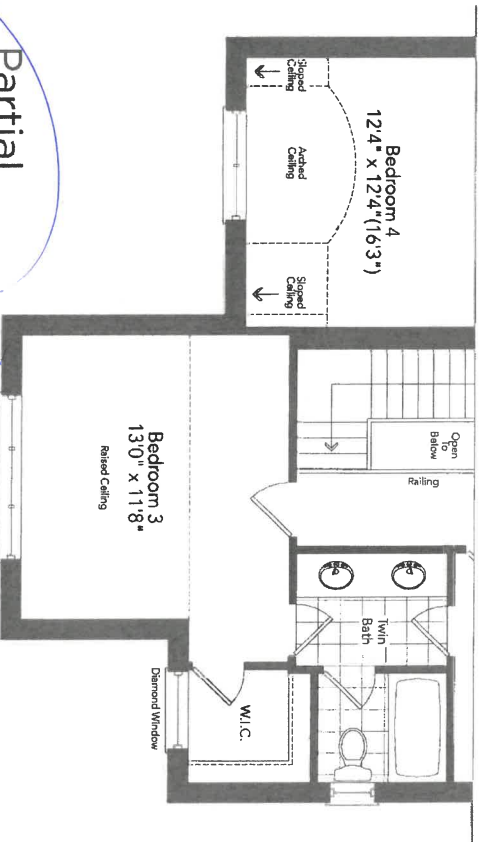 Partial
Sloped
Ceiling
Arched
Ceiling
Bedroom 4
12'4" x 12'4"(16'3")
Sloped
Ceiling
Open
To
Below
Railing
Bedroom 3
13'0" x 11'8"
Raised Ceiling
Twin
Bath
W.I.C.
Diamond Window